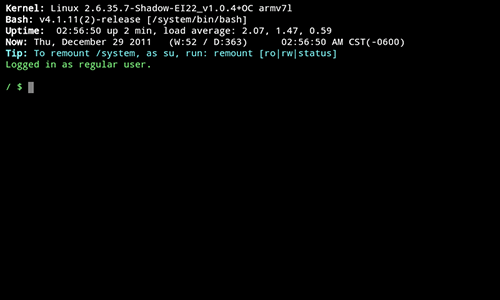 Kernel: Linux 2.6.35.7-Shadow-EI22_v1.0.4+OC armv7l
Bash: v4.1.11(2)-release [/system/bin/bash]
Uptime:  02:56:50 up 2 min, load average: 2.07, 1.47, 0.59
Now: Thu, December 29 2011   (W:52 / D:363)      02:56:50 AM CST(-0600)
Tip: To remount /system, as su, run: remount [ro|rw|status]
Logged in as regular user.
/ $